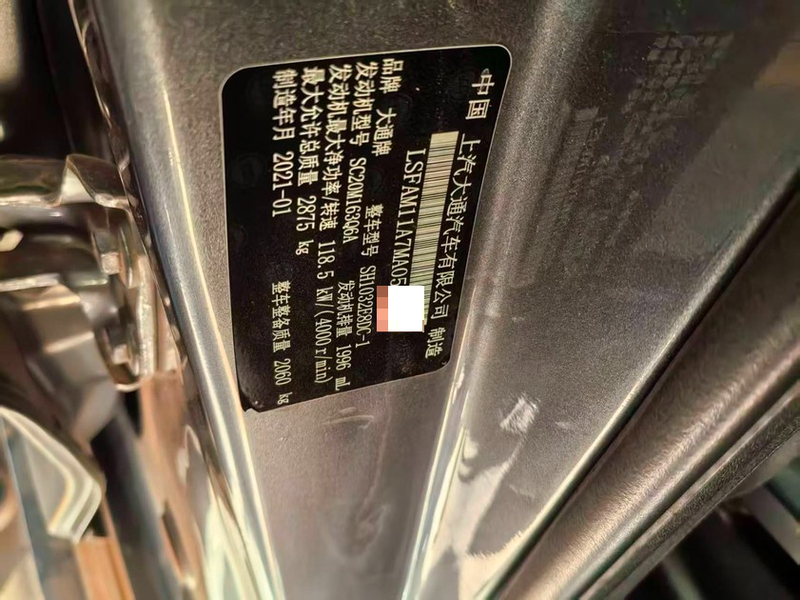 中国 上汽大通汽车有限公司 制造
LSFAM11A7MA05
品牌 大通牌 整车型号 SH1032E8DC-1
发动机型号 SC20M163Q6A 发动机排量 1996 mL
发动机最大净功率/转速 118.5 kW/(4000r/min)
最大允许总质量 2875 kg 整车整备质量 2060 kg
制造年月 2021-01